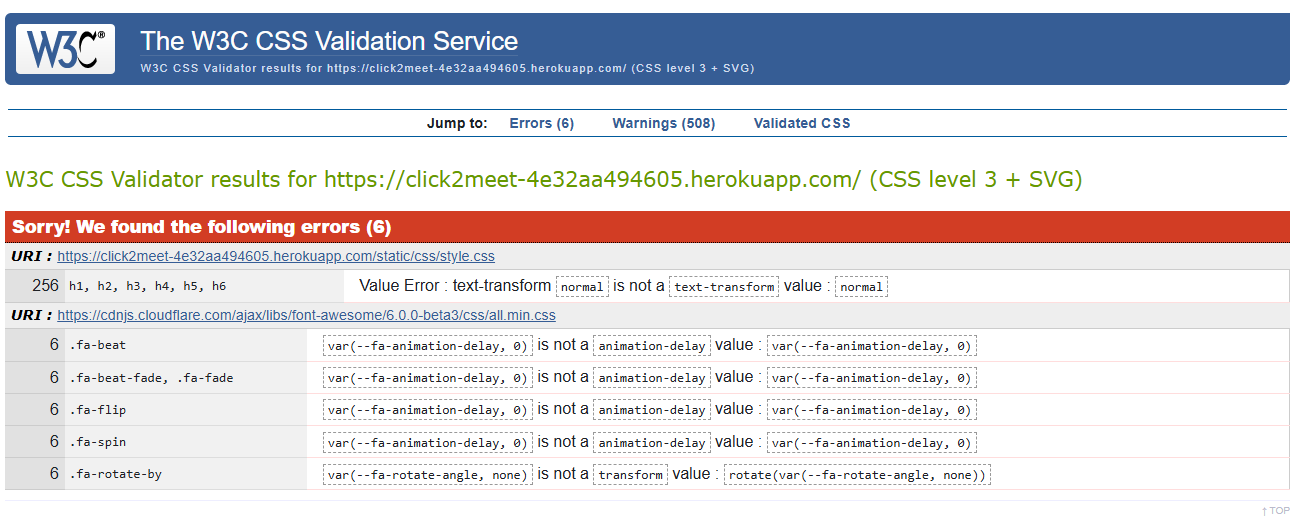 W3C®
The W3C CSS Validation Service
W3C CSS Validator results for https://click2meet-4e32aa494605.herokuapp.com/ (CSS level 3 + SVG)
Jump to: Errors (6) Warnings (508) Validated CSS
W3C CSS Validator results for https://click2meet-4e32aa494605.herokuapp.com/ (CSS level 3 + SVG)
Sorry! We found the following errors (6)
URI : https://click2meet-4e32aa494605.herokuapp.com/static/css/style.css
256 h1, h2, h3, h4, h5, h6 Value Error : text-transform normal is not a text-transform value : normal
URI : https://cdnjs.cloudflare.com/ajax/libs/font-awesome/6.0.0-beta3/css/all.min.css
6 .fa-beat var(--fa-animation-delay, 0) is not a animation-delay value : var(--fa-animation-delay, 0)
6 .fa-beat-fade, .fa-fade var(--fa-animation-delay, 0) is not a animation-delay value : var(--fa-animation-delay, 0)
6 .fa-flip var(--fa-animation-delay, 0) is not a animation-delay value : var(--fa-animation-delay, 0)
6 .fa-spin var(--fa-animation-delay, 0) is not a animation-delay value : var(--fa-animation-delay, 0)
6 .fa-rotate-by var(--fa-rotate-angle, none) is not a transform value : rotate(var(--fa-rotate-angle, none))
↑ TOP